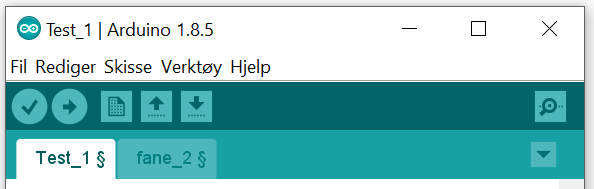 Test_1 | Arduino 1.8.5
Fil Rediger Skisse Verktøy Hjelp
Test_1 § fane_2 §